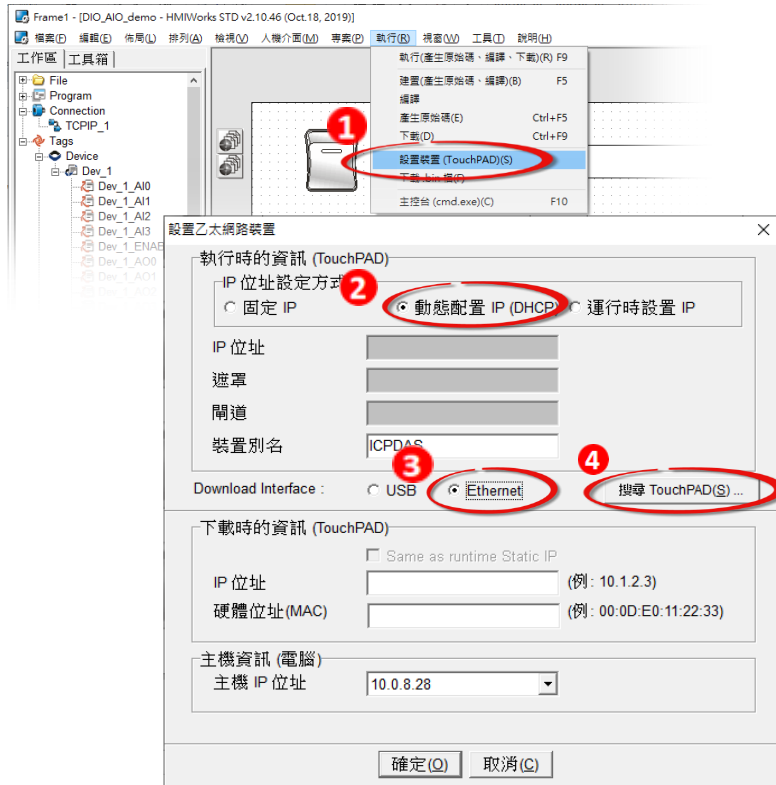 Frame1 - [DIO_AIO_demo - HMIWorks STD v2.10.46 (Oct.18, 2019)]
檔案(F) 編輯(E) 佈局(L) 排列(A) 檢視(V) 人機介面(M) 專案(P) 執行(R) 視窗(W) 工具(T) 說明(H)
工作區 工具箱
File
Program
Connection
TCPIP_1
Tags
Device
Dev_1
Dev_1_AI0
Dev_1_AI1
Dev_1_AI2
Dev_1_AI3
Dev_1_ENAB
Dev_1_AO0
Dev_1_AO1
執行(產生原始碼、編譯、下載)(R) F9
建置(產生原始碼、編譯)(B) F5
編譯
產生原始碼(E) Ctrl+F5
下載(D) Ctrl+F9
1
設置裝置 (TouchPAD)(S)
下載 .bin 檔(F)
主控台 (cmd.exe)(C) F10
設置乙太網路裝置
執行時的資訊 (TouchPAD)
IP 位址設定方式
2
固定 IP 動態配置 IP (DHCP) 運行時設置 IP
IP 位址
遮罩
閘道
裝置別名 ICPDAS
3
4
Download Interface : USB Ethernet 搜尋 TouchPAD(S) ...
下載時的資訊 (TouchPAD)
Same as runtime Static IP
IP 位址 (例 : 10.1.2.3)
硬體位址(MAC) (例 : 00:0D:E0:11:22:33)
主機資訊 (電腦)
主機 IP 位址 10.0.8.28
確定(O) 取消(C)